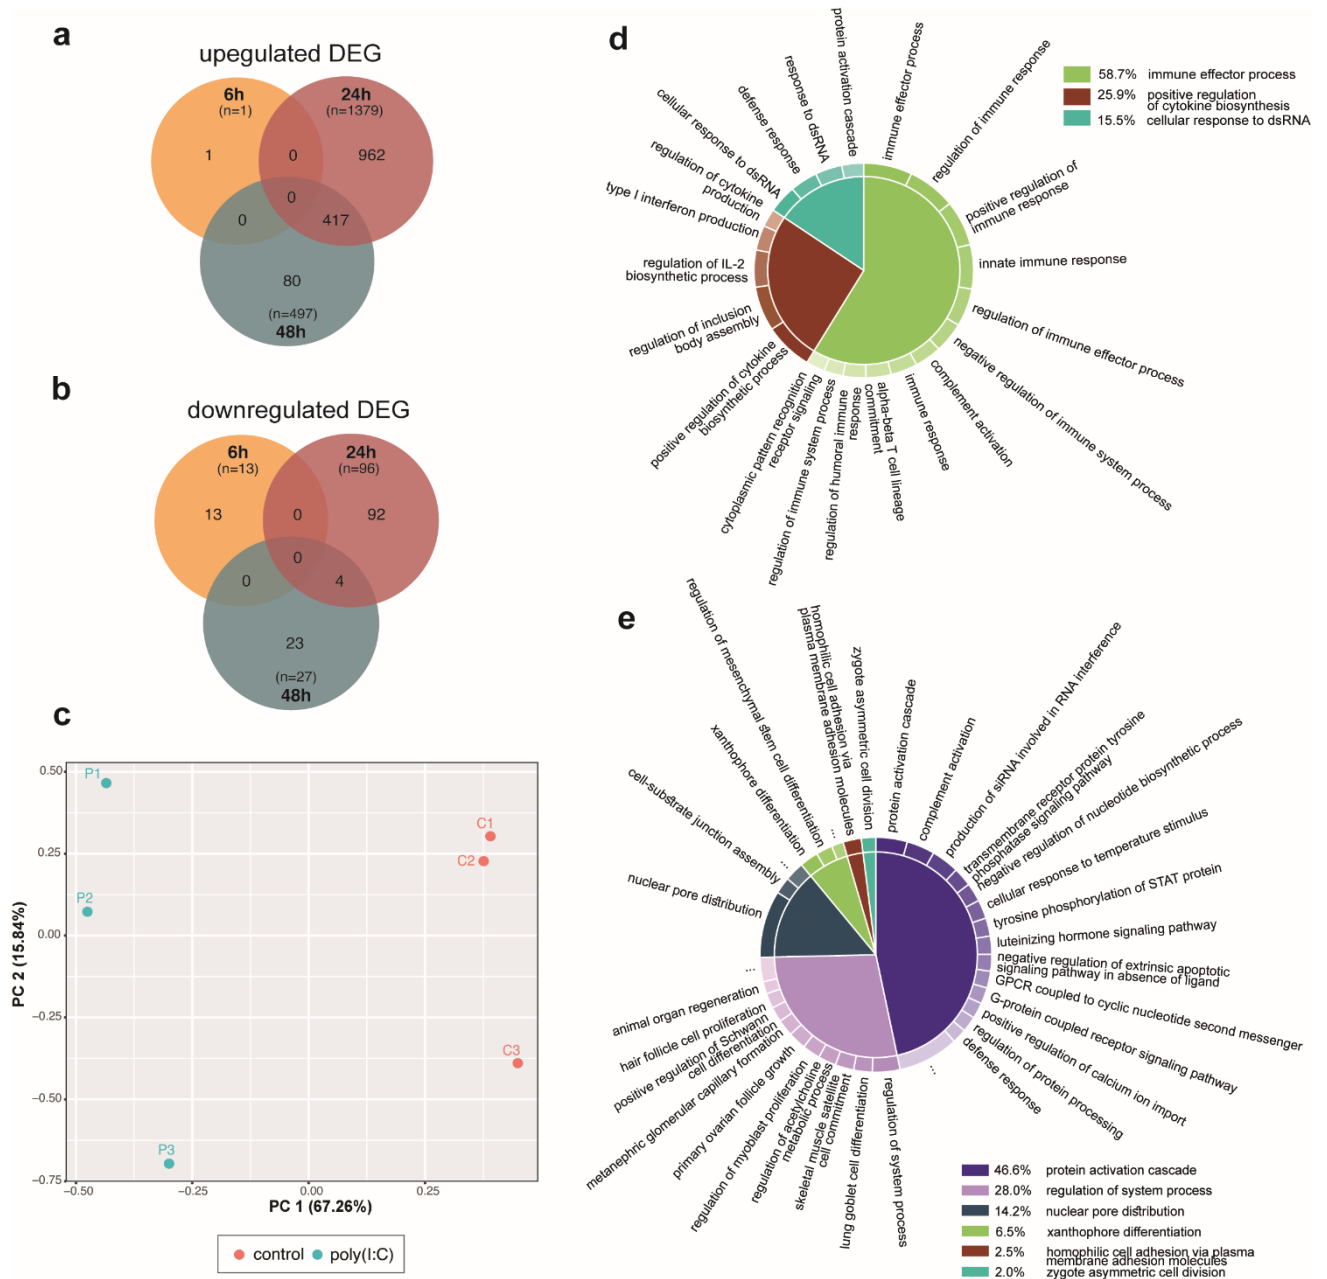 a
upegulated DEG
6h
(n=1)
24h
(n=1379)
1
0
962
0
0
417
80
(n=497)
48h
b
downregulated DEG
6h
(n=13)
24h
(n=96)
13
0
92
0
0
4
23
(n=27)
48h
c
PC 2 (15.84%)
0.50
0.25
0.00
−0.25
−0.50
−0.75
P1
P2
P3
C1
C2
C3
−0.50
−0.25
0.00
0.25
PC 1 (67.26%)
control
poly(I:C)
d
protein activation cascade
immune effector process
regulation of immune response
positive regulation of
immune response
innate immune response
regulation of immune effector process
negative regulation of immune system process
complement activation
immune response
alpha-beta T cell lineage
commitment
regulation of humoral immune
response
regulation of immune system process
cytoplasmic pattern recognition
receptor signaling
positive regulation of cytokine
biosynthetic process
regulation of inclusion
body assembly
regulation of IL-2
biosynthetic process
type I interferon production
regulation of cytokine
production
cellular response to dsRNA
defense response
response to dsRNA
58.7% immune effector process
25.9% positive regulation
of cytokine biosynthesis
15.5% cellular response to dsRNA
e
protein activation cascade
complement activation
production of siRNA involved in RNA interference
transmembrane receptor protein tyrosine
phosphatase signaling pathway
negative regulation of nucleotide biosynthetic process
cellular response to temperature stimulus
tyrosine phosphorylation of STAT protein
luteinizing hormone signaling pathway
negative regulation of extrinsic apoptotic
signaling pathway in absence of ligand
GPCR coupled to cyclic nucleotide second messenger
G-protein coupled receptor signaling pathway
positive regulation of calcium ion import
regulation of protein processing
defense response
...
regulation of system process
lung goblet cell differentiation
skeletal muscle satellite
cell commitment
regulation of acetylcholine
metabolic process
regulation of myoblast proliferation
primary ovarian follicle growth
metanephric glomerular capillary formation
positive regulation of Schwann
cell differentiation
hair follicle cell proliferation
animal organ regeneration
...
nuclear pore distribution
cell-substrate junction assembly
...
xanthophore differentiation
regulation of mesenchymal stem cell differentiation
...
homophilic cell adhesion via
plasma membrane adhesion molecules
zygote asymmetric cell division
46.6% protein activation cascade
28.0% regulation of system process
14.2% nuclear pore distribution
6.5% xanthophore differentiation
2.5% homophilic cell adhesion via plasma
membrane adhesion molecules
2.0% zygote asymmetric cell division